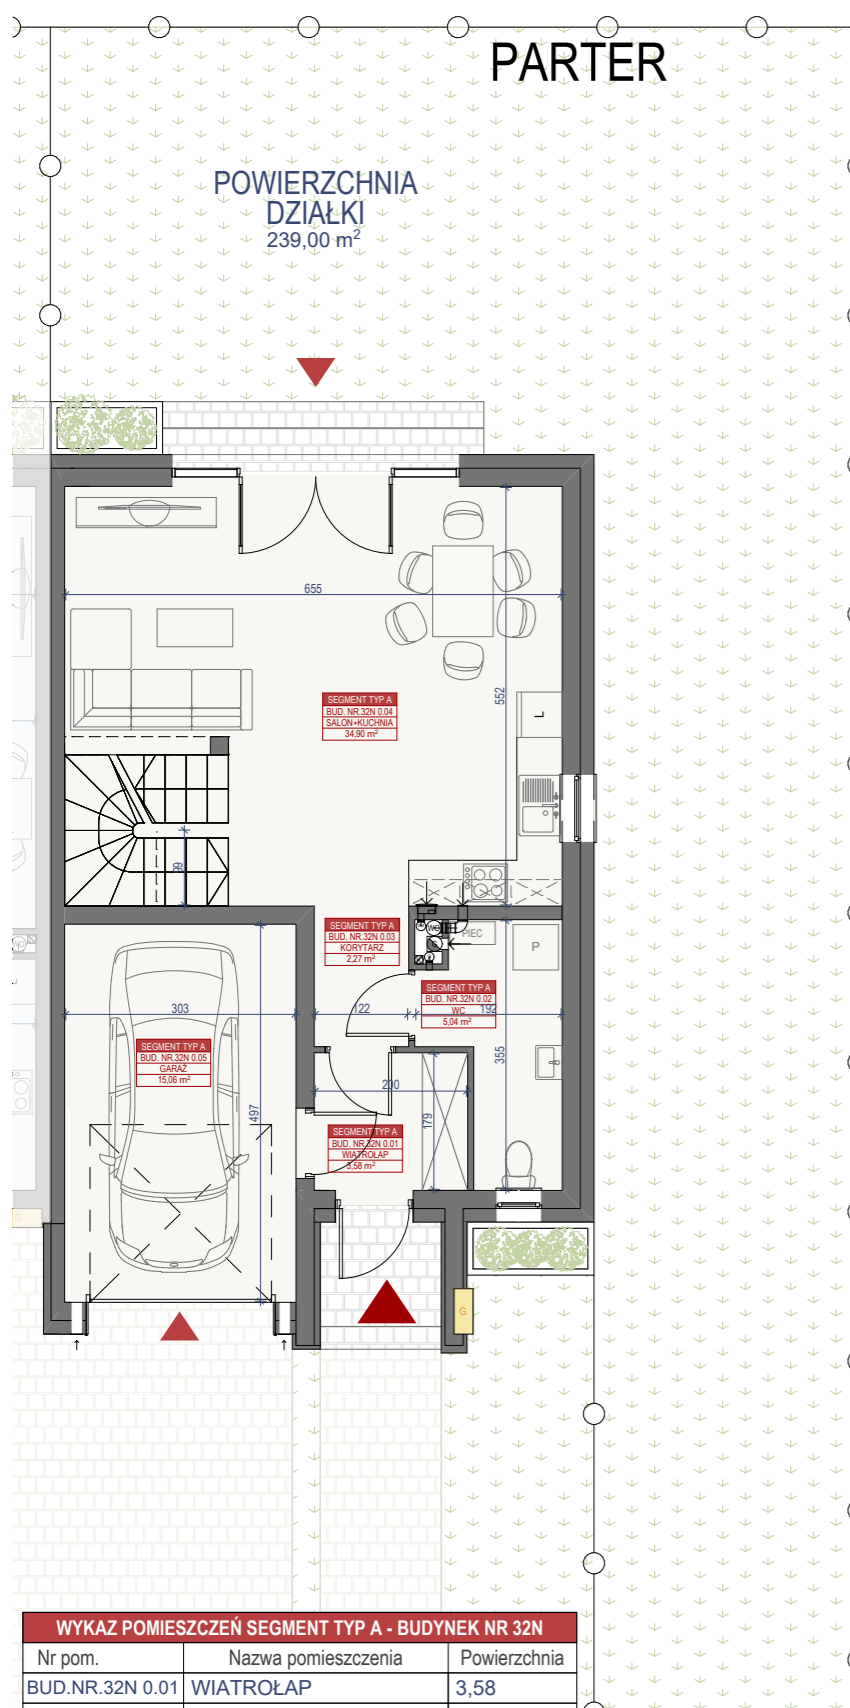 PARTER
POWIERZCHNIA
DZIAŁKI
239,00 m²
655
552
SEGMENT TYP A
BUD. NR.32N 0.04
SALON+KUCHNIA
34,90 m²
L
99
SEGMENT TYP A
BUD. NR.32N 0.03
KORYTARZ
2,27 m²
PIEC
P
SEGMENT TYP A
BUD. NR.32N 0.02
WC
5,04 m²
303
122
192
SEGMENT TYP A
BUD. NR.32N 0.05
GARAŻ
15,06 m²
355
200
497
179
SEGMENT TYP A
BUD. NR.32N 0.01
WIATROŁAP
3,58 m²
G
WYKAZ POMIESZCZEŃ SEGMENT TYP A - BUDYNEK NR 32N
Nr pom. Nazwa pomieszczenia Powierzchnia
BUD.NR.32N 0.01 WIATROŁAP 3,58